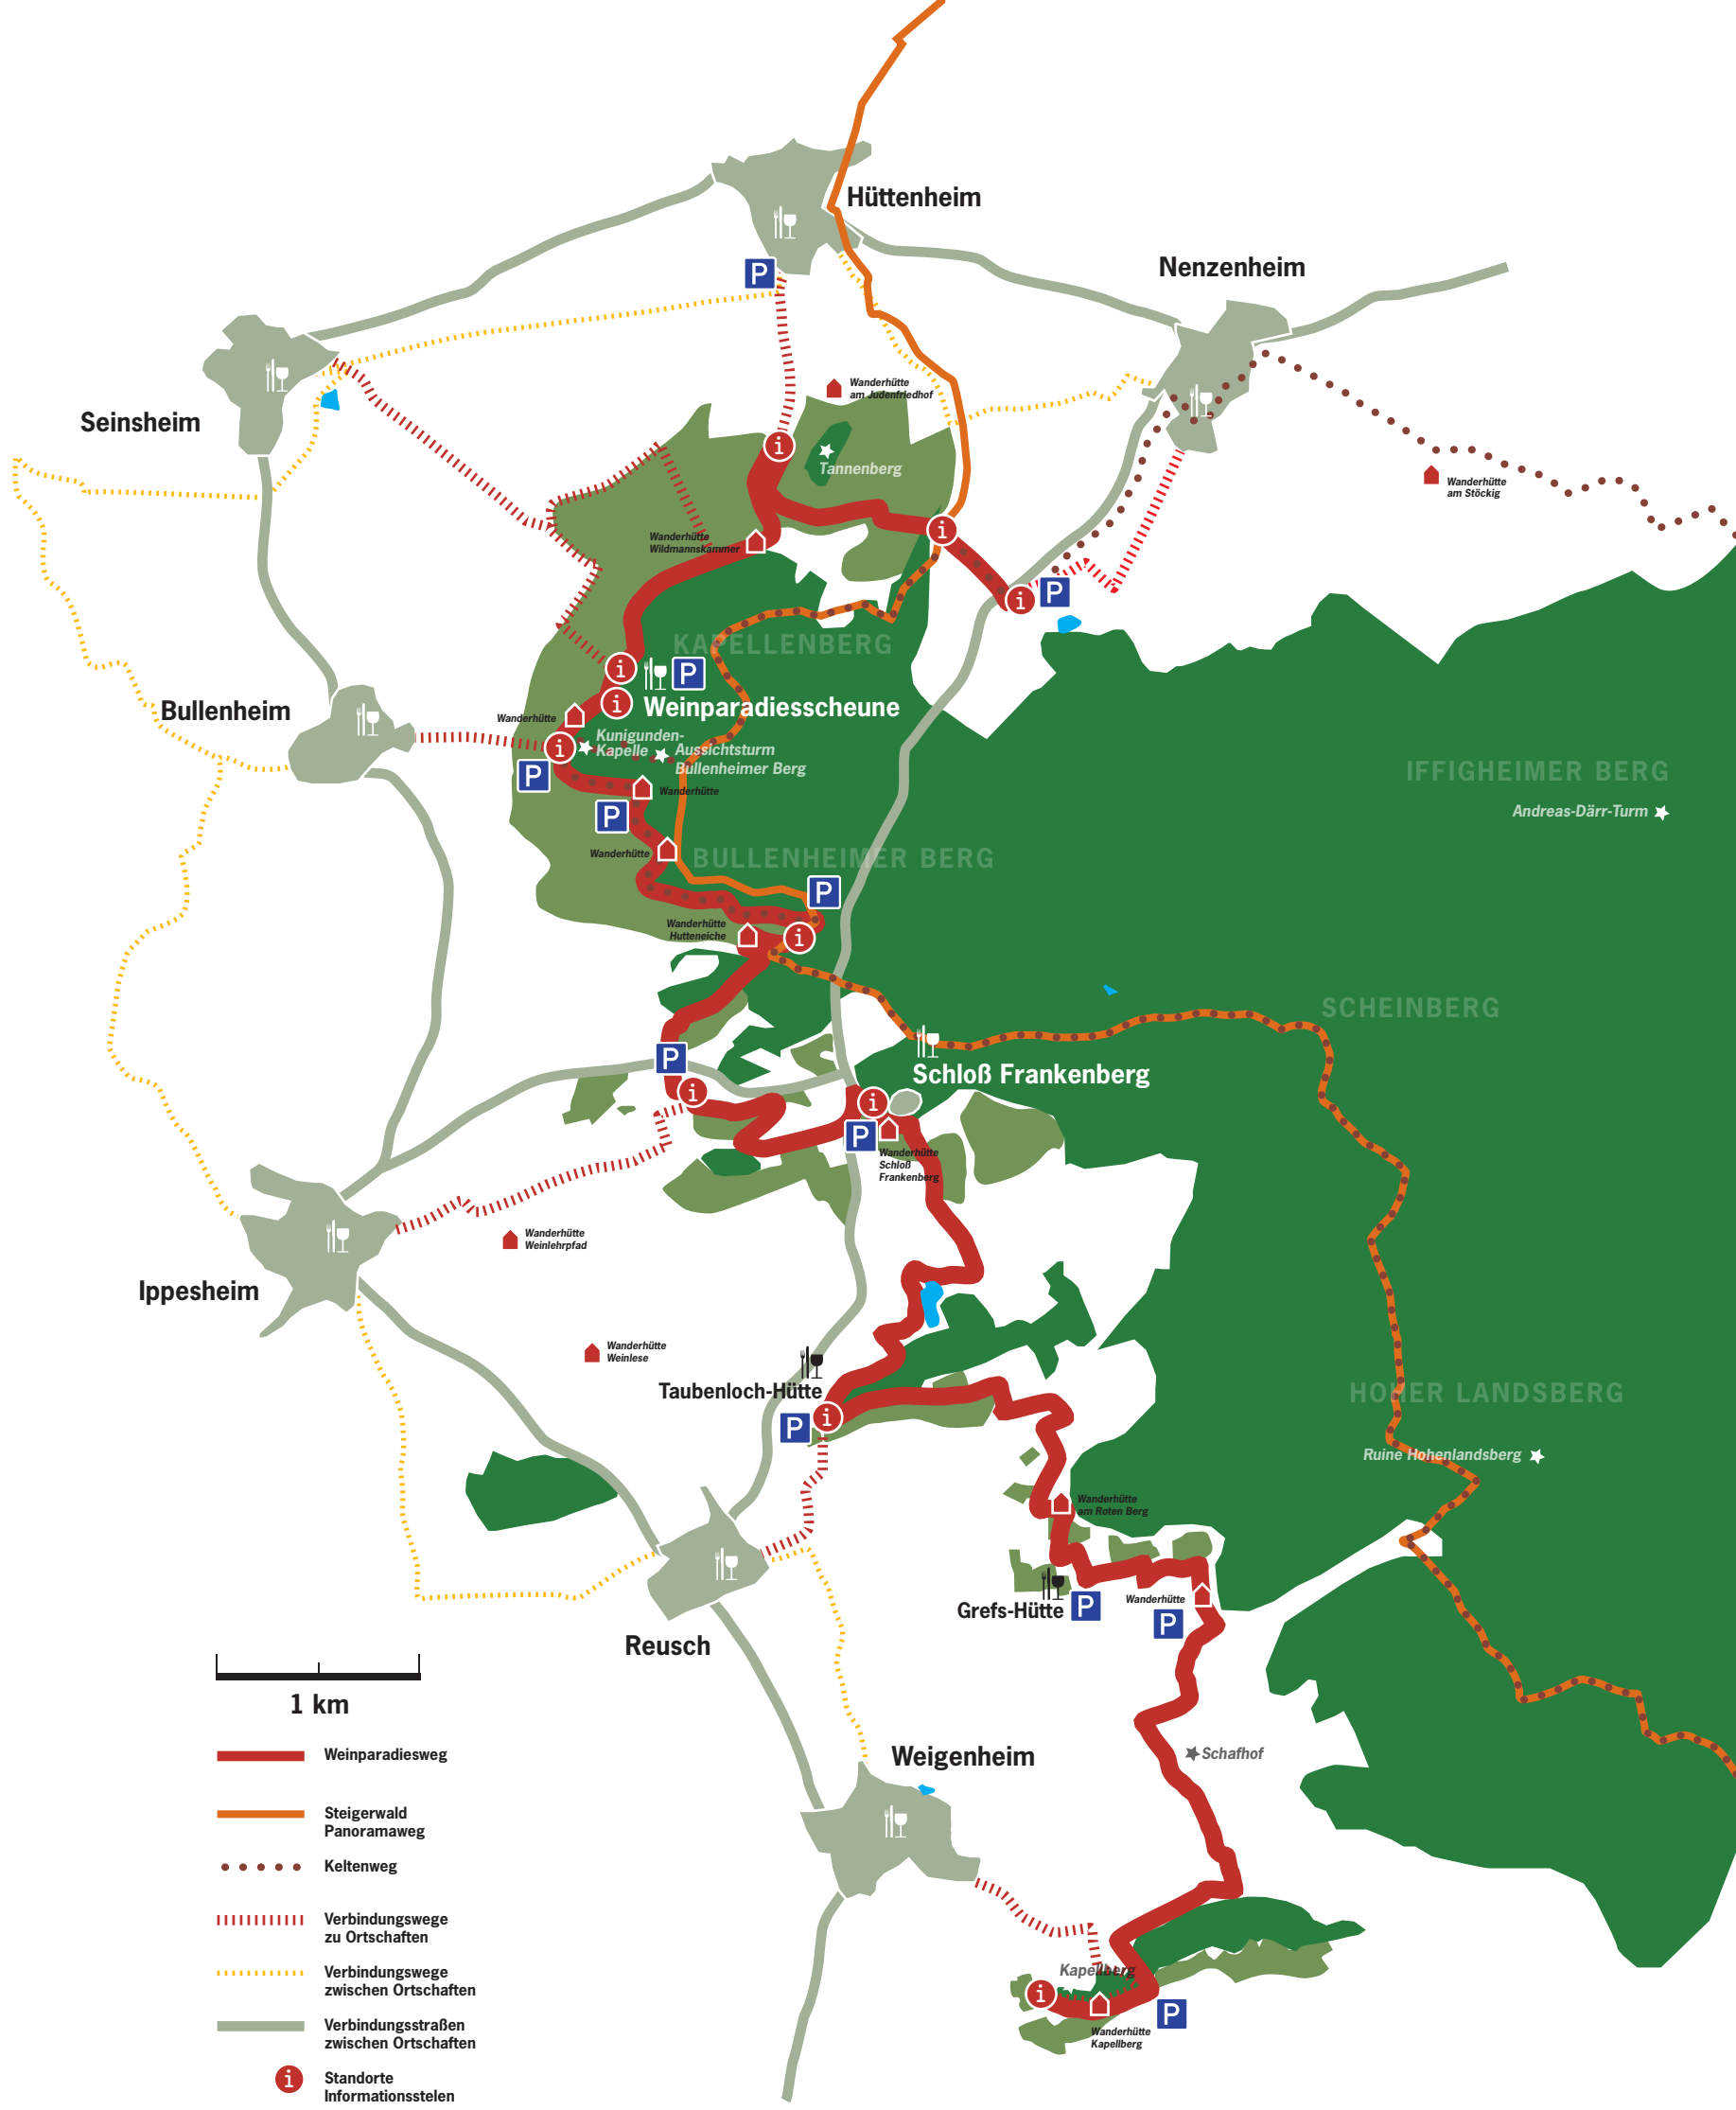 Hüttenheim
Nenzenheim
P
Wanderhütte
am Judenfriedhof
Seinsheim
i
Tannenberg
Wanderhütte
am Stöckig
i
Wanderhütte
Wildmannskammer
P
i
KAPELLENBERG
i
P
i
Weinparadiesscheune
Bullenheim
Wanderhütte
Kunigunden-
Kapelle
i
Aussichtsturm
Bullenheimer Berg
P
IFFIGHEIMER BERG
Wanderhütte
Andreas-Därr-Turm
P
Wanderhütte
BULLENHEIMER BERG
P
Wanderhütte
Hutteneiche
i
SCHEINBERG
P
Schloß Frankenberg
i
i
P
Wanderhütte
Schloß
Frankenberg
Wanderhütte
Weinlehrpfad
Ippesheim
Wanderhütte
Weinlese
Taubenloch-Hütte
HOHER LANDSBERG
i
P
Ruine Hohenlandsberg
Wanderhütte
am Roten Berg
Grefs-Hütte
P
Wanderhütte
P
Reusch
1 km
Weigenheim
Schafhof
Weinparadiesweg
Steigerwald
Panoramaweg
Keltenweg
Verbindungswege
zu Ortschaften
Verbindungswege
zwischen Ortschaften
Kapellberg
i
P
Verbindungsstraßen
zwischen Ortschaften
Wanderhütte
Kapellberg
i
Standorte
Informationsstelen